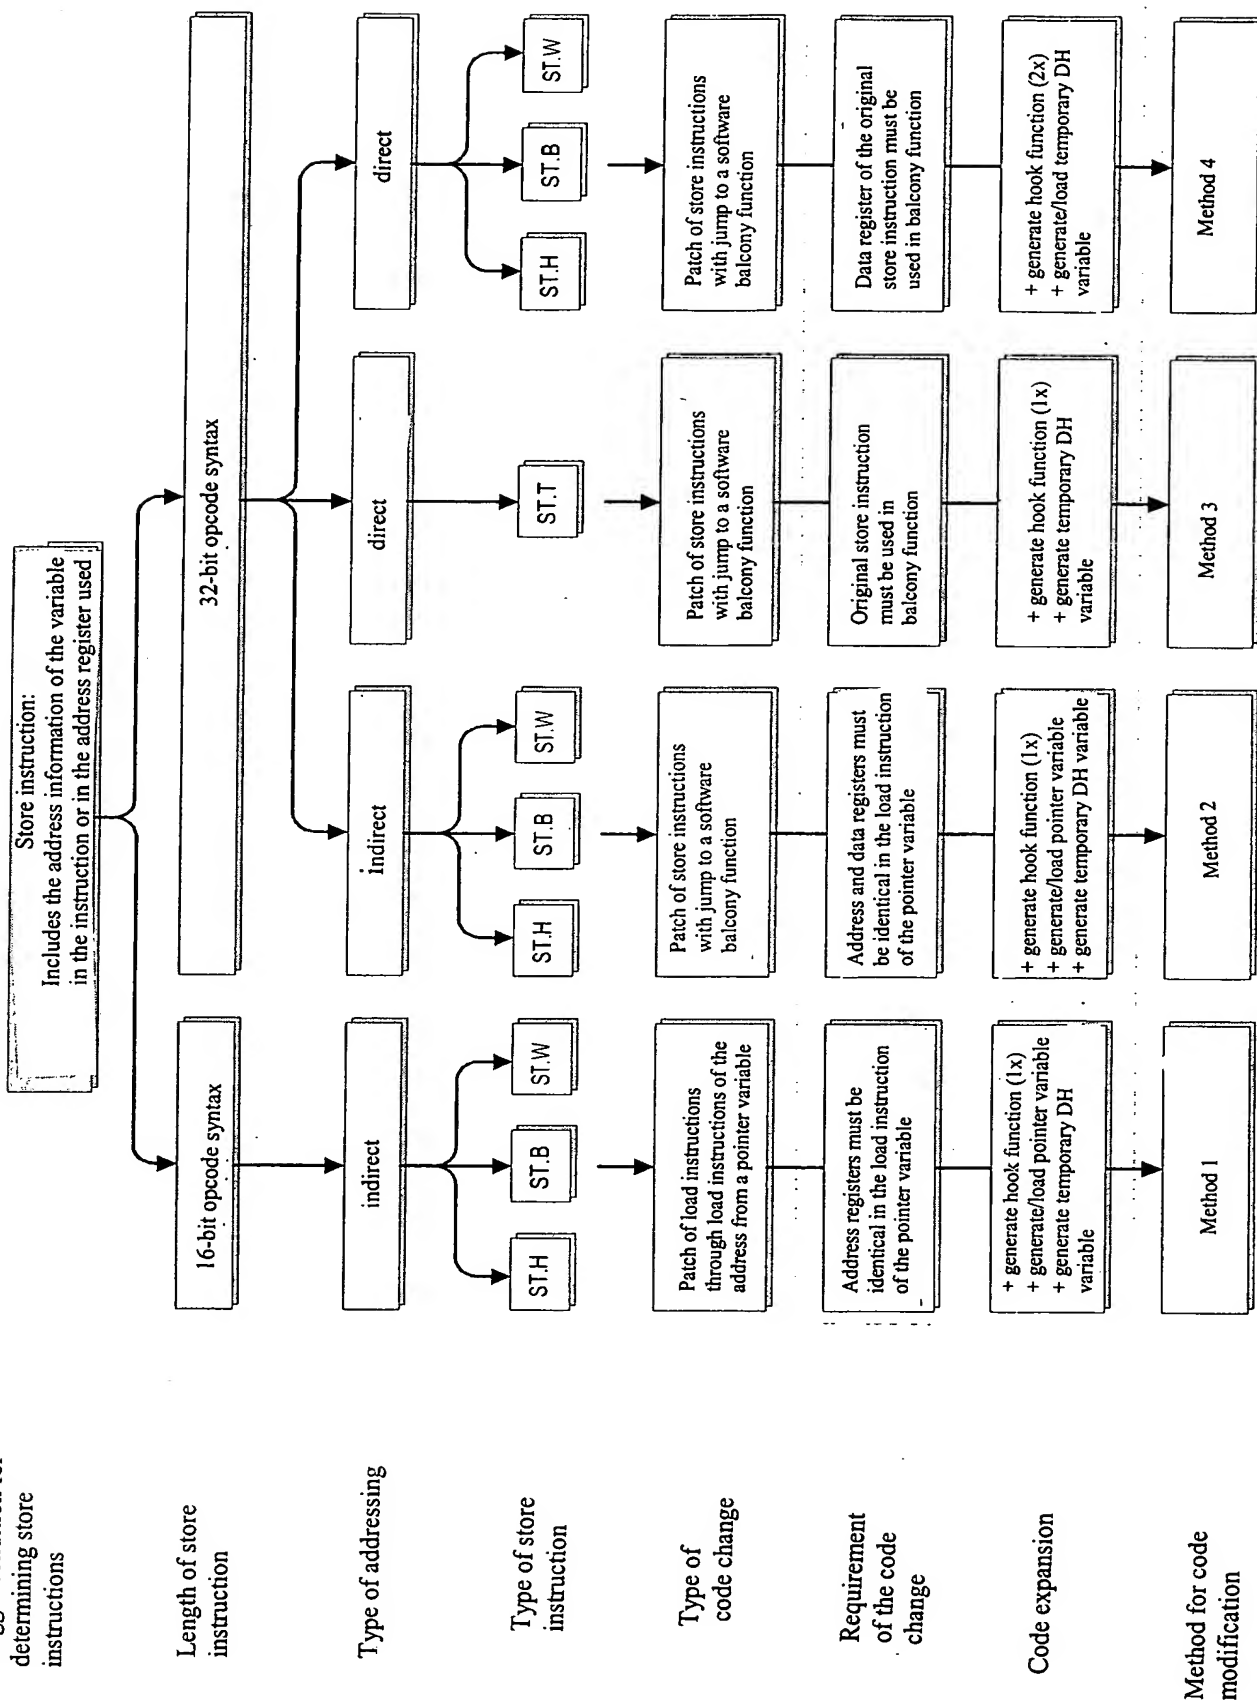 determining store
instructions
Store instruction:
Includes the address information of the variable
in the instruction or in the address register used
Length of store
instruction
16-bit opcode syntax
32-bit opcode syntax
Type of addressing
indirect
indirect
direct
direct
Type of store
instruction
ST.H
ST.B
ST.W
ST.H
ST.B
ST.W
ST.T
ST.H
ST.B
ST.W
Type of
code change
Patch of load instructions
through load instructions of the
address from a pointer variable
Patch of store instructions
with jump to a software
balcony function
Patch of store instructions
with jump to a software
balcony function
Patch of store instructions
with jump to a software
balcony function
Requirement
of the code
change
Address registers must be
identical in the load instruction
of the pointer variable
Address and data registers must
be identical in the load instruction
of the pointer variable
Original store instruction
must be used in
balcony function
Data register of the original
store instruction must be
used in balcony function
Code expansion
+ generate hook function (1x)
+ generate/load pointer variable
+ generate temporary DH
variable
+ generate hook function (1x)
+ generate/load pointer variable
+ generate temporary DH variable
+ generate hook function (1x)
+ generate temporary DH
variable
+ generate hook function (2x)
+ generate/load temporary DH
variable
Method for code
modification
Method 1
Method 2
Method 3
Method 4